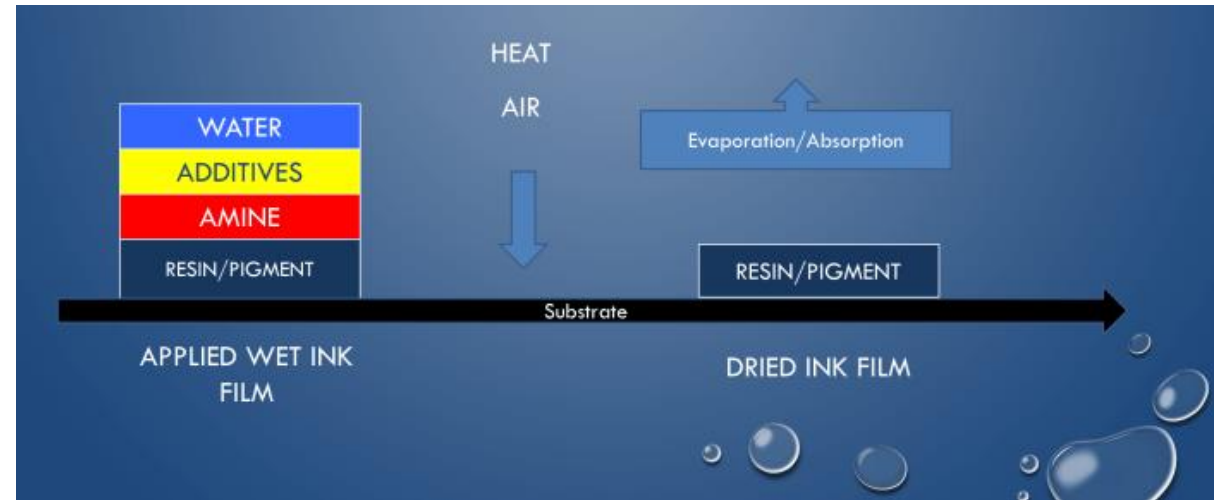 HEAT
AIR
WATER
ADDITIVES
AMINE
RESIN/PIGMENT
Evaporation/Absorption
RESIN/PIGMENT
Substrate
APPLIED WET INK
FILM
DRIED INK FILM